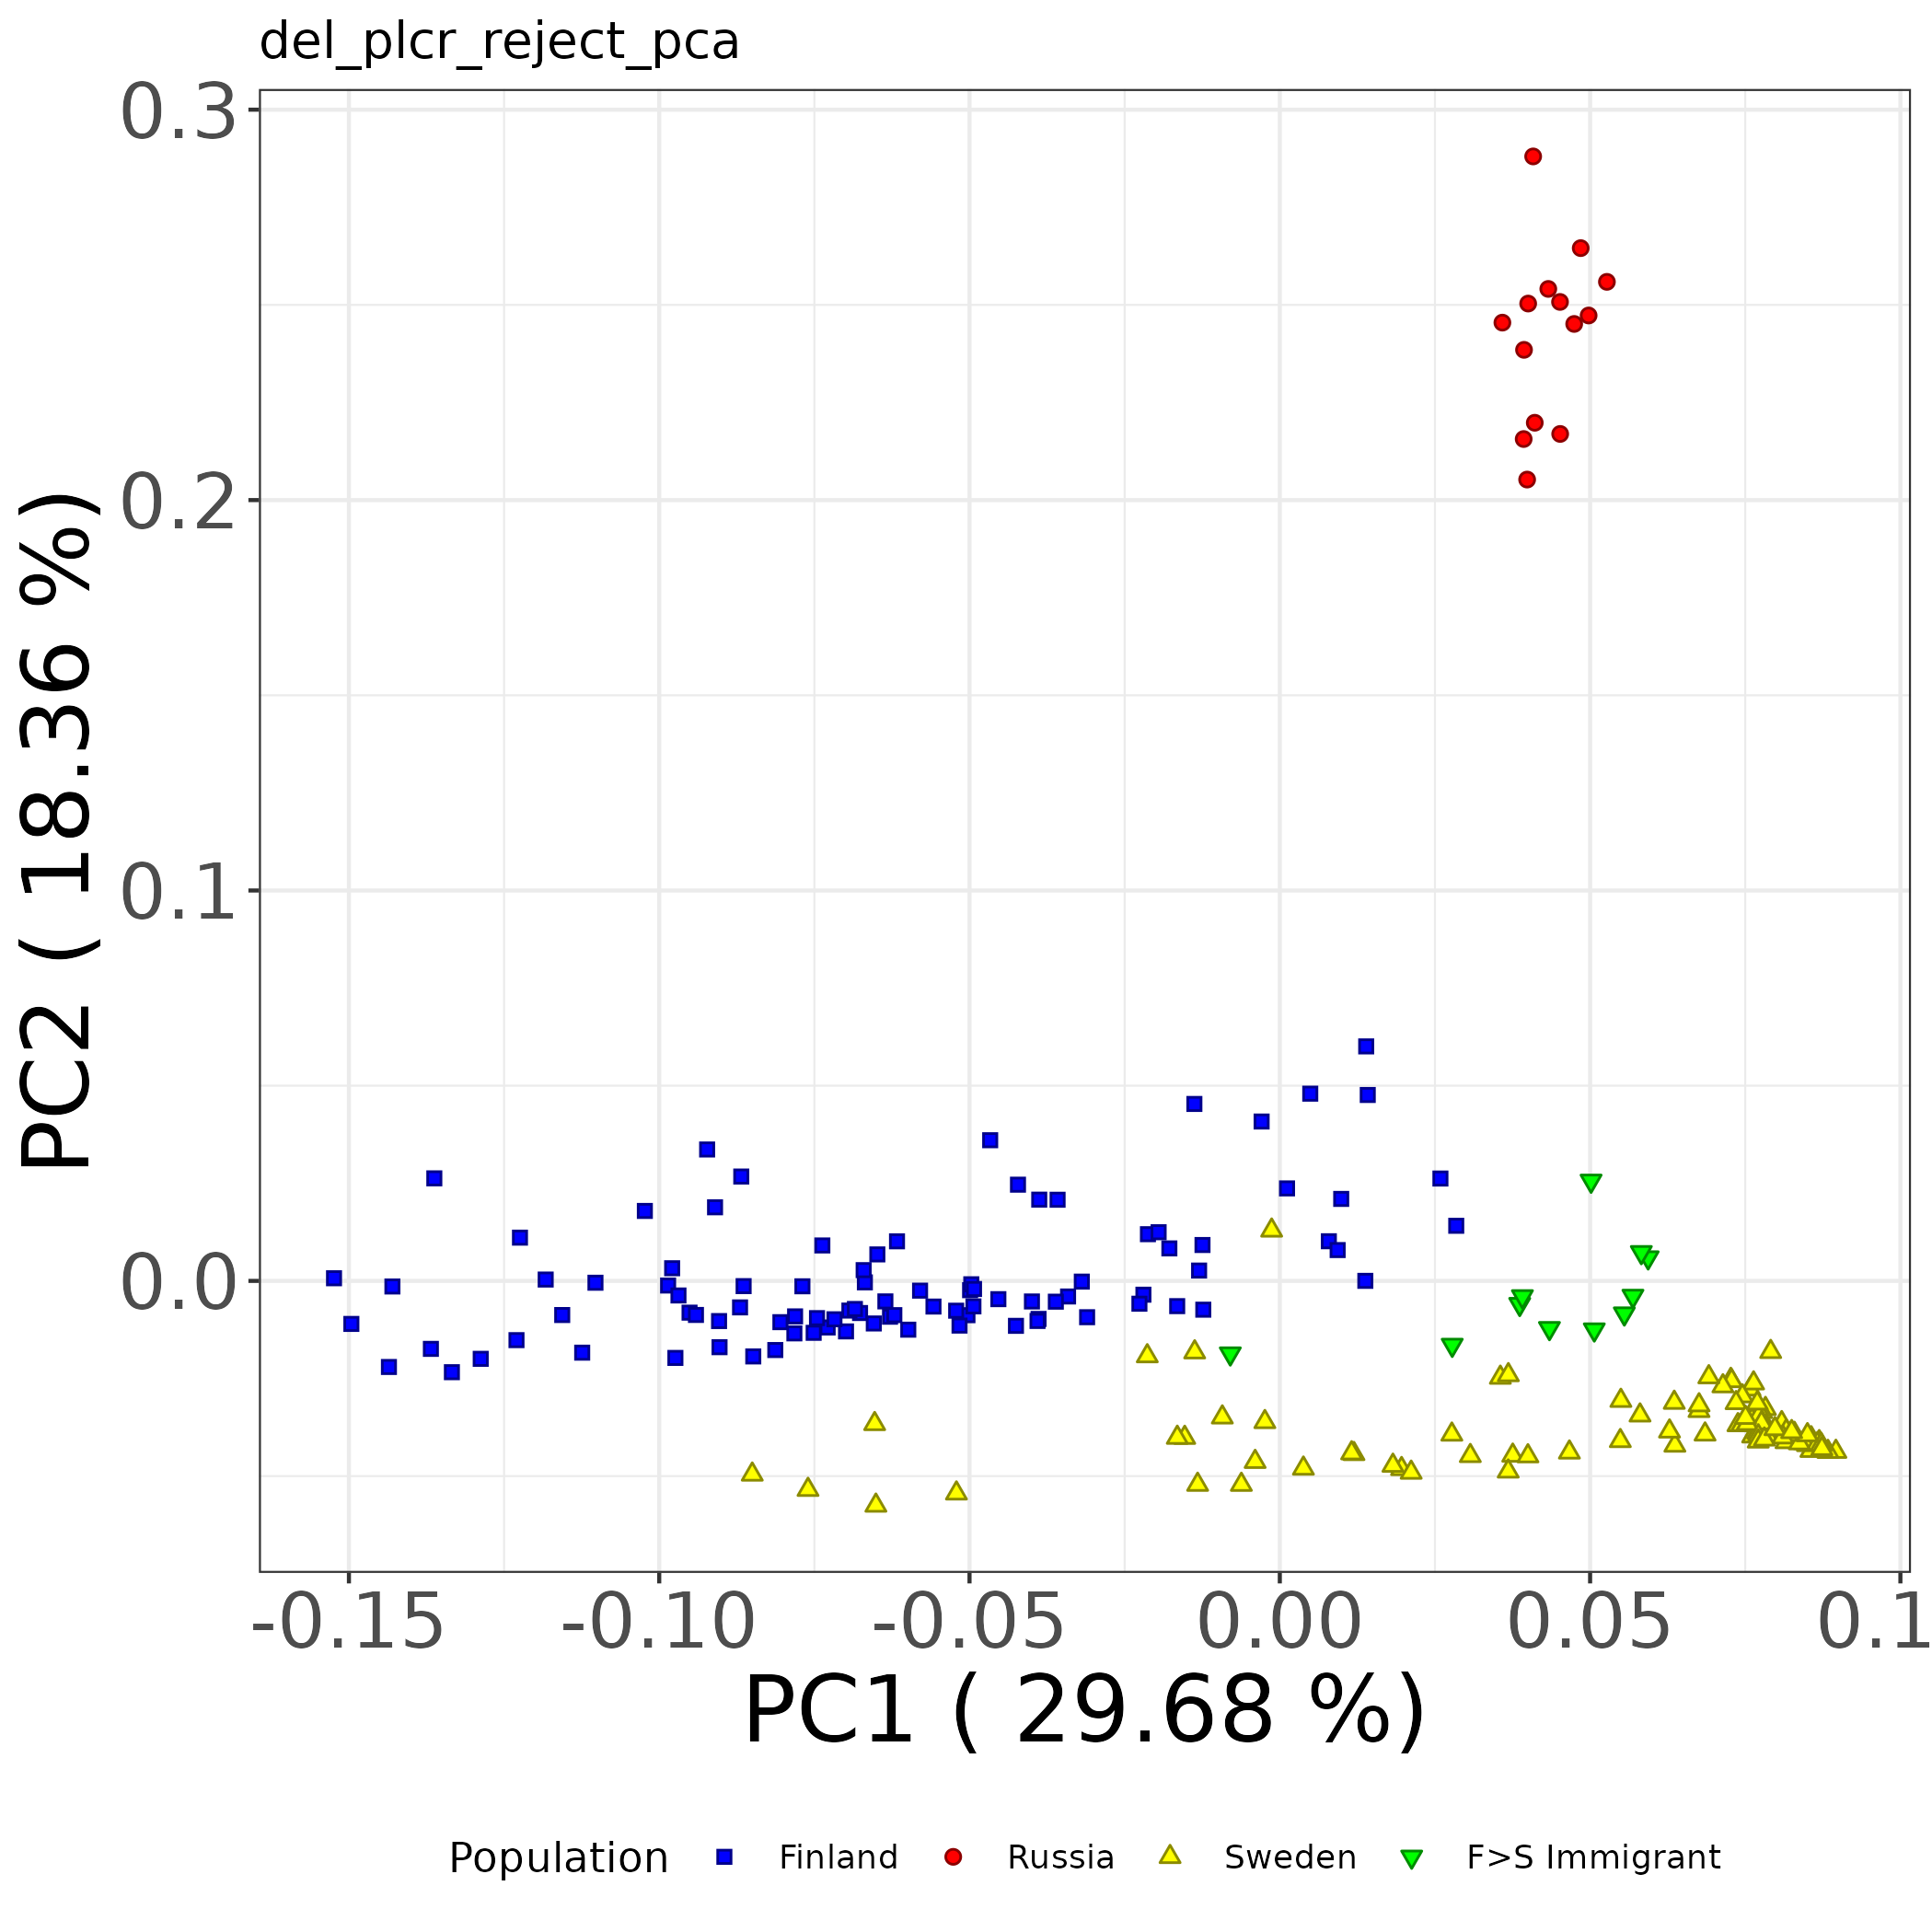 del_plcr_reject_pca
0.3
0.2
0.1
0.0
PC2 ( 18.36 %)
-0.15 -0.10 -0.05 0.00 0.05 0.1
PC1 ( 29.68 %)
Population Finland Russia Sweden F>S Immigrant